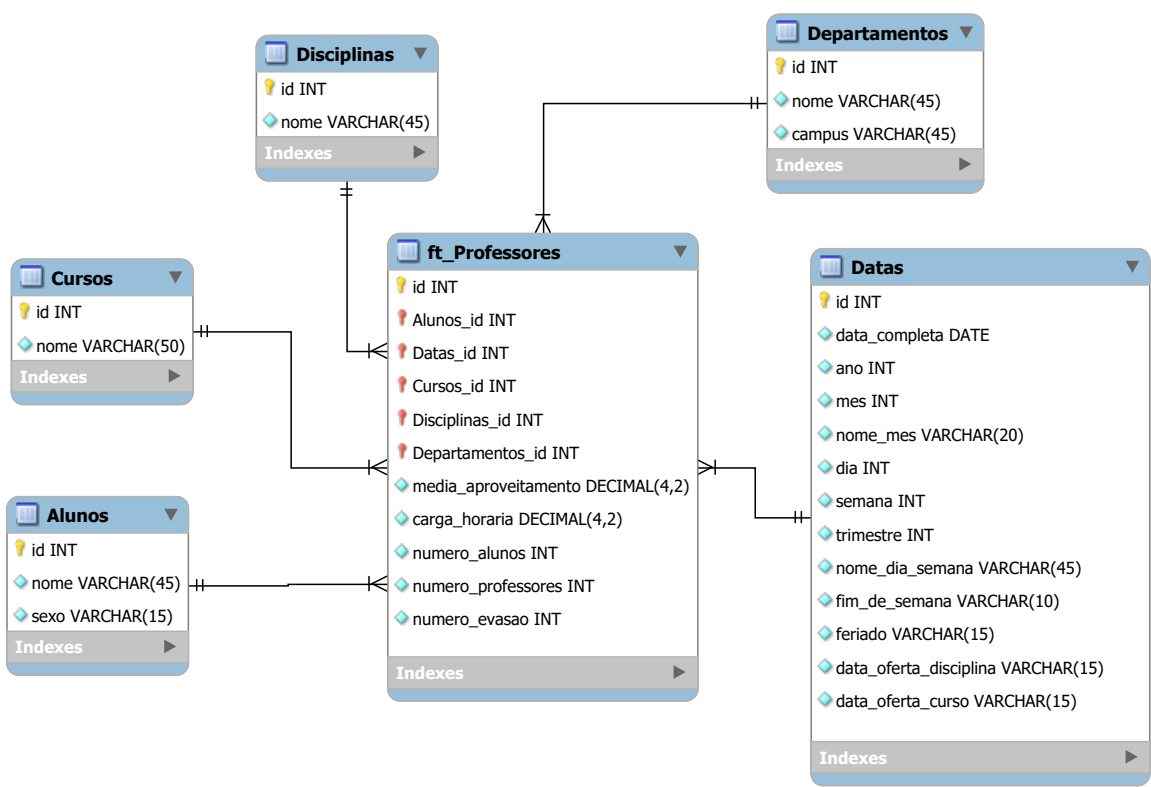 Disciplinas
id INT
nome VARCHAR(45)
Indexes
Departamentos
id INT
nome VARCHAR(45)
campus VARCHAR(45)
Indexes
Cursos
id INT
nome VARCHAR(50)
Indexes
ft_Professores
id INT
Alunos_id INT
Datas_id INT
Cursos_id INT
Disciplinas_id INT
Departamentos_id INT
media_aproveitamento DECIMAL(4,2)
carga_horaria DECIMAL(4,2)
numero_alunos INT
numero_professores INT
numero_evasao INT
Indexes
Datas
id INT
data_completa DATE
ano INT
mes INT
nome_mes VARCHAR(20)
dia INT
semana INT
trimestre INT
nome_dia_semana VARCHAR(45)
fim_de_semana VARCHAR(10)
feriado VARCHAR(15)
data_oferta_disciplina VARCHAR(15)
data_oferta_curso VARCHAR(15)
Indexes
Alunos
id INT
nome VARCHAR(45)
sexo VARCHAR(15)
Indexes